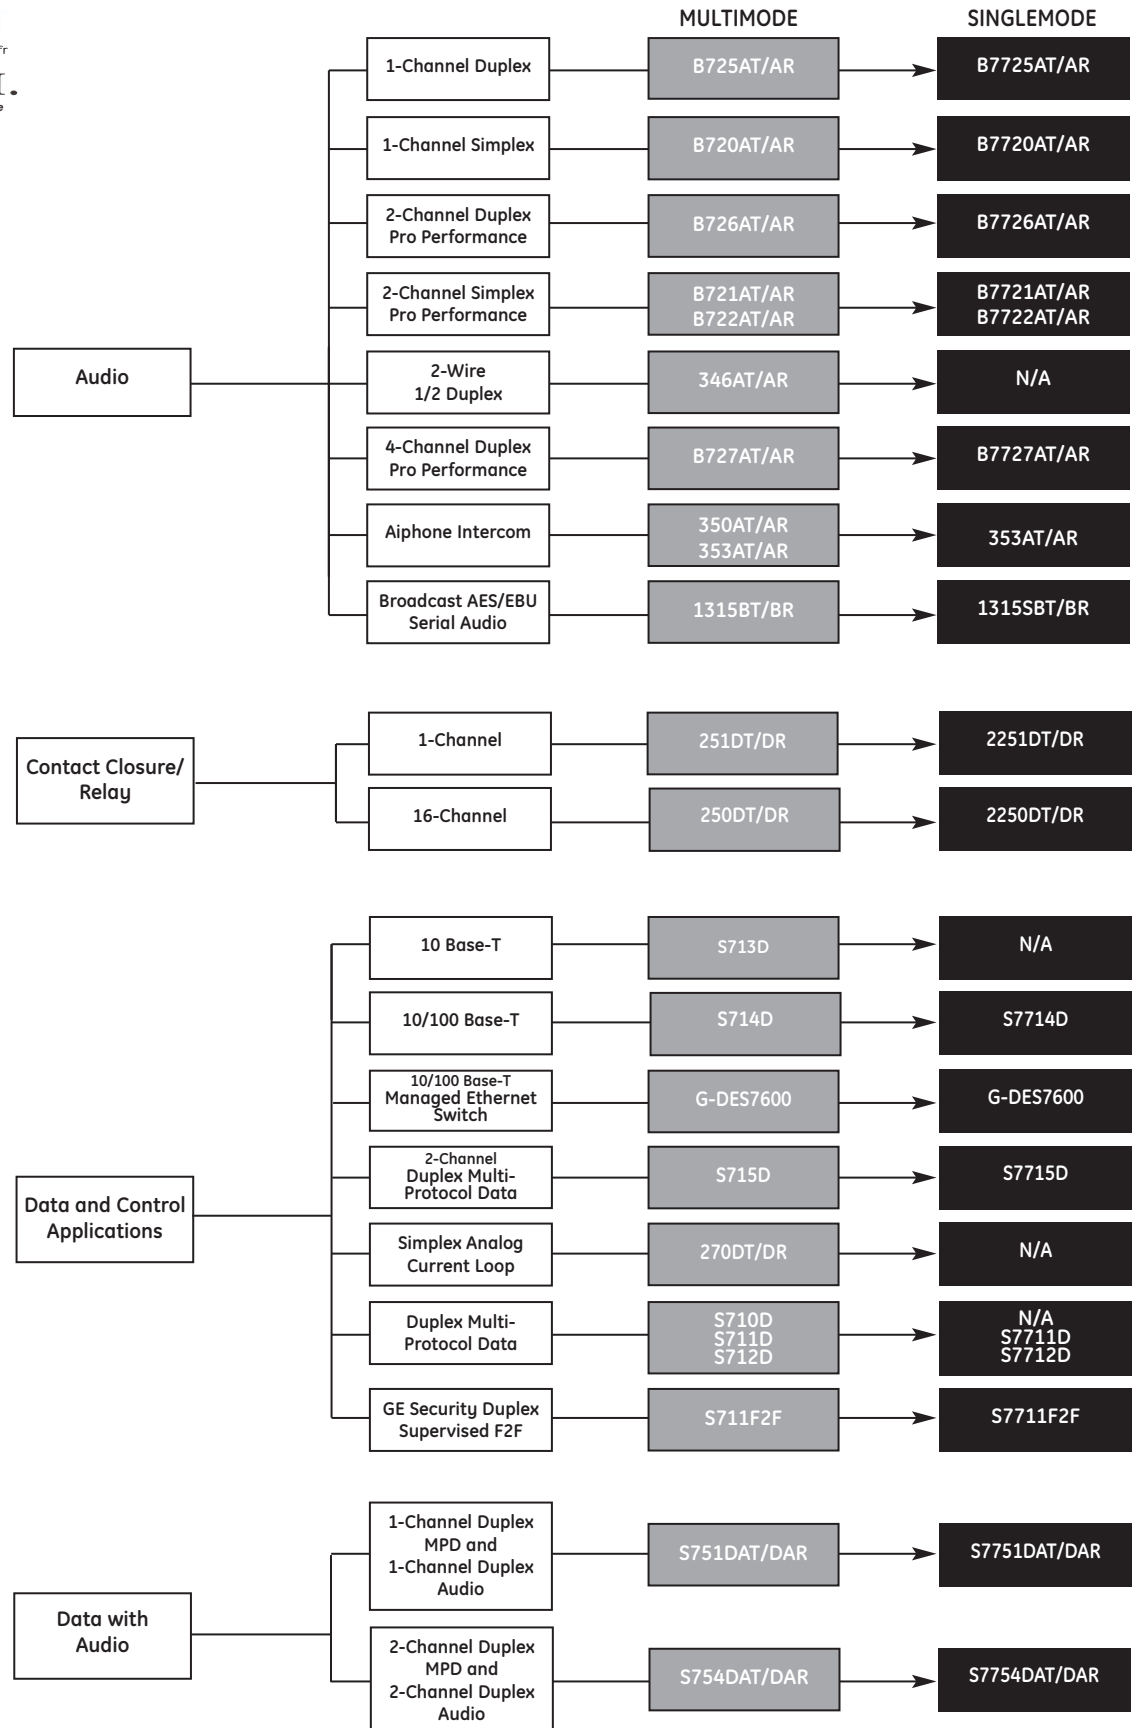 MULTIMODE SINGLEMODE
fr
e
1-Channel Duplex B725AT/AR B7725AT/AR
1-Channel Simplex B720AT/AR B7720AT/AR
2-Channel Duplex
Pro Performance
B726AT/AR B7726AT/AR
2-Channel Simplex
Pro Performance
B721AT/AR
B722AT/AR
B7721AT/AR
B7722AT/AR
Audio
2-Wire
1/2 Duplex
346AT/AR N/A
4-Channel Duplex
Pro Performance
B727AT/AR B7727AT/AR
Aiphone Intercom
350AT/AR
353AT/AR
353AT/AR
Broadcast AES/EBU
Serial Audio
1315BT/BR 1315SBT/BR
Contact Closure/
Relay
1-Channel 251DT/DR 2251DT/DR
16-Channel 250DT/DR 2250DT/DR
10 Base-T S713D N/A
10/100 Base-T S714D S7714D
10/100 Base-T
Managed Ethernet
Switch
G-DES7600 G-DES7600
Data and Control
Applications
2-Channel
Duplex Multi-
Protocol Data
S715D S7715D
Simplex Analog
Current Loop
270DT/DR N/A
Duplex Multi-
Protocol Data
S710D
S711D
S712D
N/A
S7711D
S7712D
GE Security Duplex
Supervised F2F
S711F2F S7711F2F
Data with
Audio
1-Channel Duplex
MPD and
1-Channel Duplex
Audio
S751DAT/DAR S7751DAT/DAR
2-Channel Duplex
MPD and
2-Channel Duplex
Audio
S754DAT/DAR S7754DAT/DAR